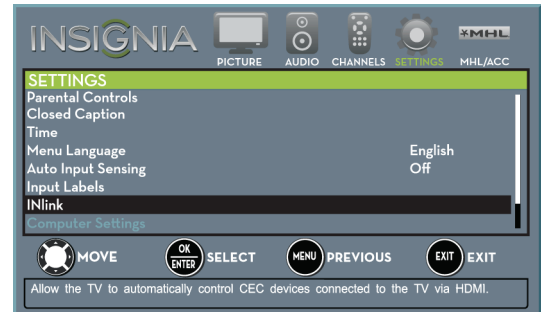 INSIGNIA
PICTURE AUDIO CHANNELS SETTINGS MHL MHL/ACC
SETTINGS
Parental Controls
Closed Caption
Time
Menu Language English
Auto Input Sensing Off
Input Labels
INlink
Computer Settings
MOVE OK ENTER SELECT MENU PREVIOUS EXIT EXIT
Allow the TV to automatically control CEC devices connected to the TV via HDMI.